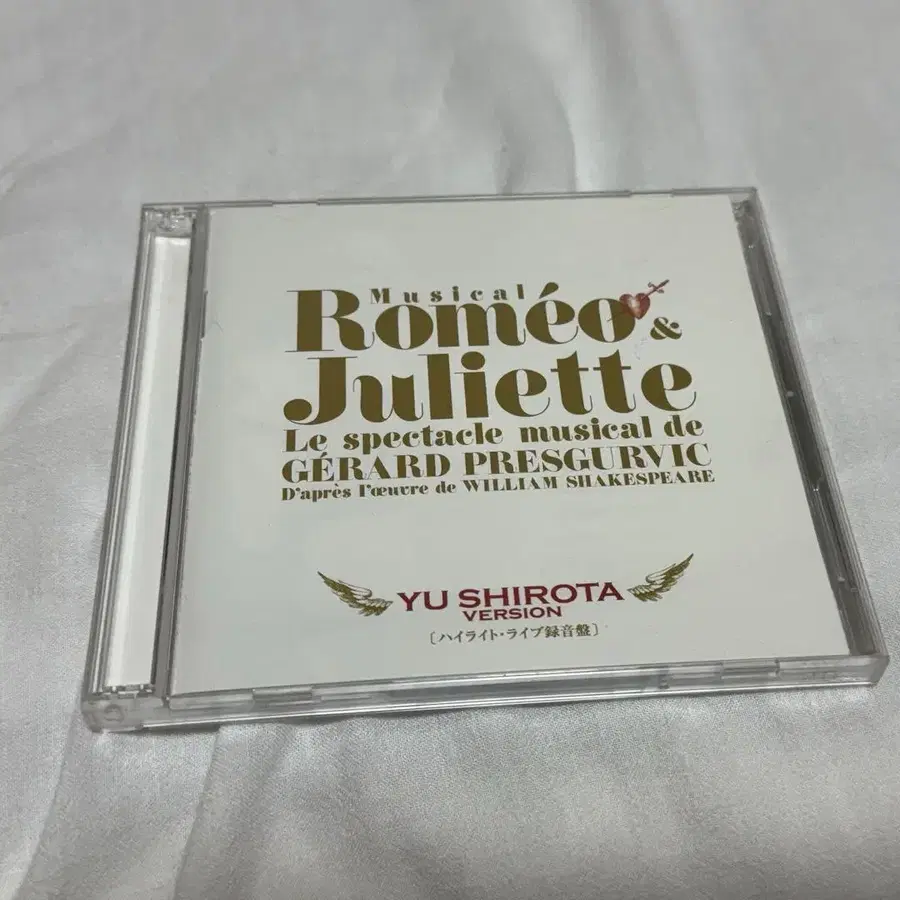 Musical
Roméo &
Juliette
Le spectacle musical de
GÉRARD PRESGURVIC
D'après l'œuvre de WILLIAM SHAKESPEARE
YU SHIROTA
VERSION
〔ハイライト・ライブ録音盤〕